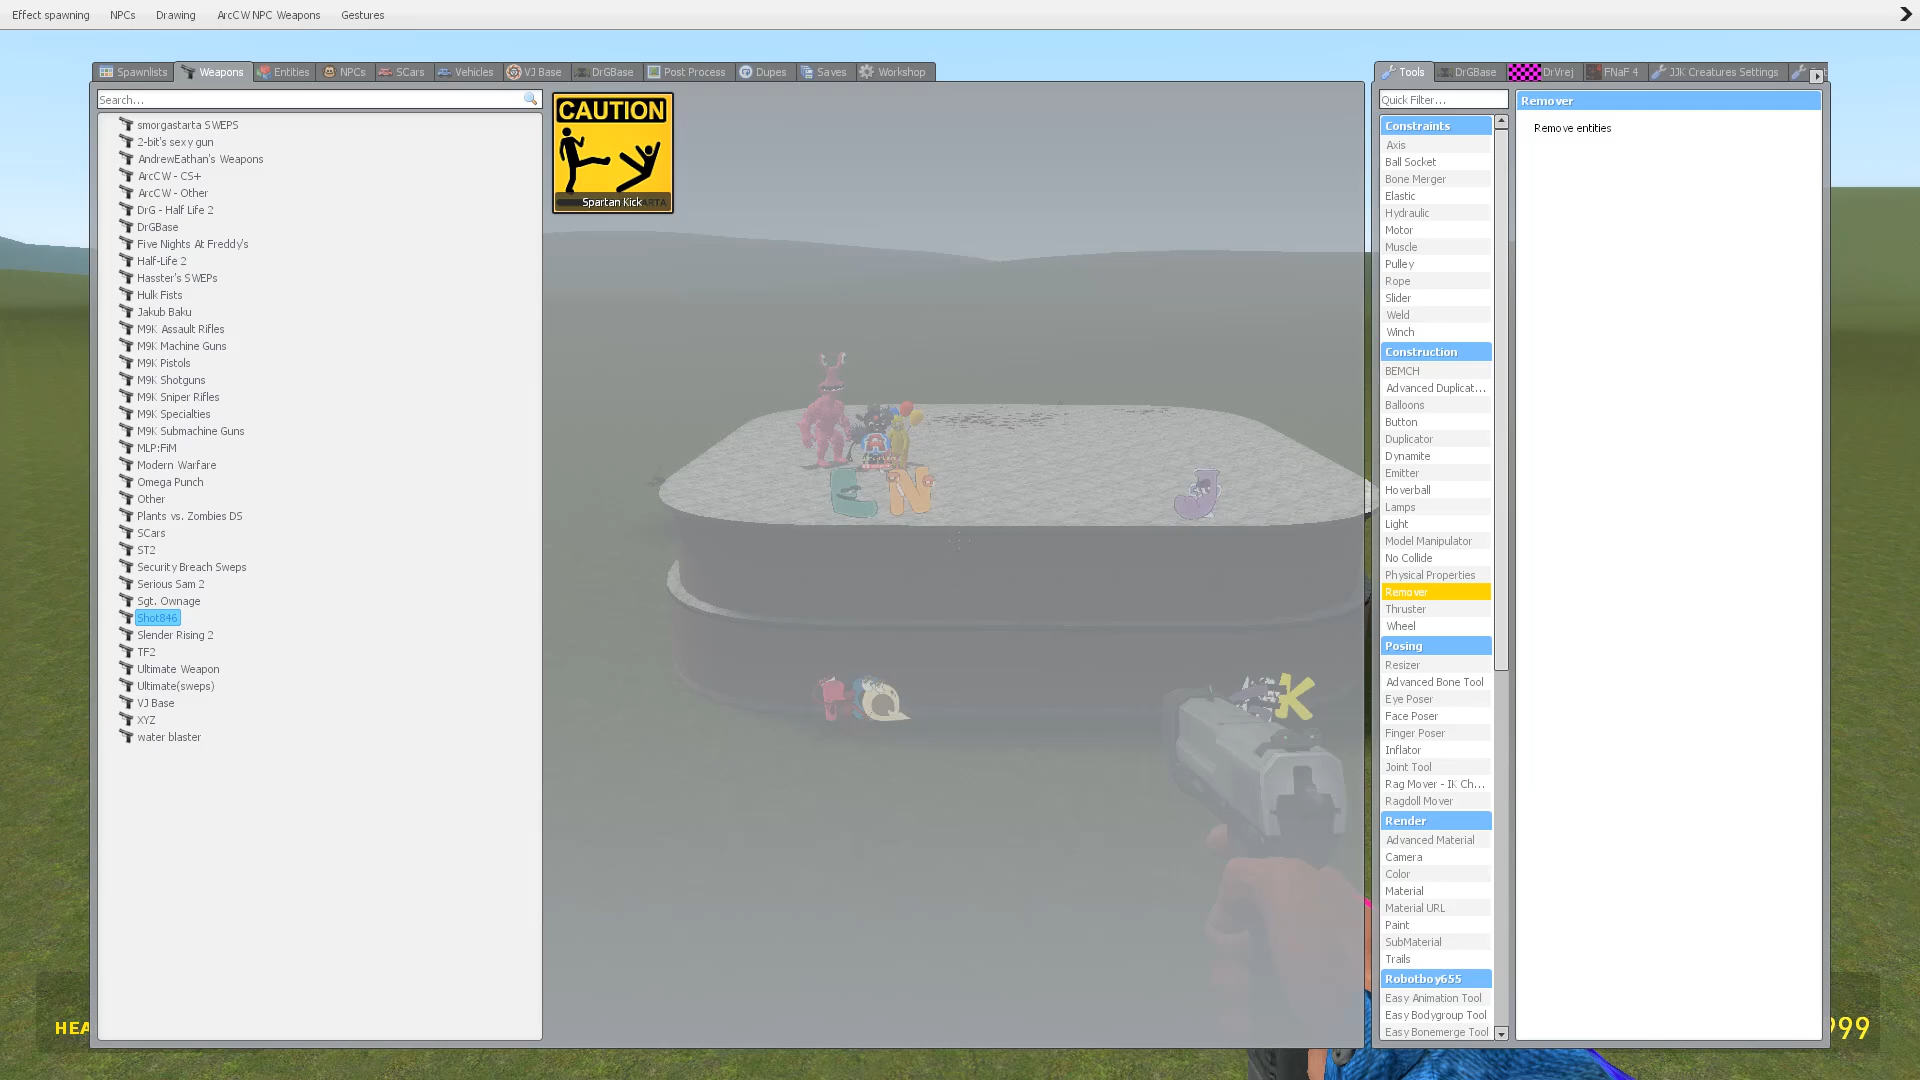 Effect spawning NPCs Drawing ArcCW NPC Weapons Gestures
Spawnlists Weapons Entities NPCs SCars Vehicles VJ Base DrGBase Post Process Dupes Saves Workshop
Search...
smorgastarta SWEPS
2-bit's sexy gun
AndrewEathan's Weapons
ArcCW - CS+
ArcCW - Other
DrG - Half Life 2
DrGBase
Five Nights At Freddy's
Half-Life 2
Hasster's SWEPs
Hulk Fists
Jakub Baku
M9K Assault Rifles
M9K Machine Guns
M9K Pistols
M9K Shotguns
M9K Sniper Rifles
M9K Specialties
M9K Submachine Guns
MLP:FiM
Modern Warfare
Omega Punch
Other
Plants vs. Zombies DS
SCars
ST2
Security Breach Sweps
Serious Sam 2
Sgt. Ownage
Shot846
Slender Rising 2
TF2
Ultimate Weapon
Ultimate(sweps)
VJ Base
XYZ
water blaster
CAUTION
Spartan Kick
A
E N
J
F Q
K
HEA
Tools DrGBase DrVrej FNaF 4 JJK Creatures Settings
Quick Filter...
Constraints
Axis
Ball Socket
Bone Merger
Elastic
Hydraulic
Motor
Muscle
Pulley
Rope
Slider
Weld
Winch
Construction
BEMCH
Advanced Duplicat...
Balloons
Button
Duplicator
Dynamite
Emitter
Hoverball
Lamps
Light
Model Manipulator
No Collide
Physical Properties
Remover
Thruster
Wheel
Posing
Resizer
Advanced Bone Tool
Eye Poser
Face Poser
Finger Poser
Inflator
Joint Tool
Rag Mover - IK Ch...
Ragdoll Mover
Render
Advanced Material
Camera
Color
Material
Material URL
Paint
SubMaterial
Trails
Robotboy655
Easy Animation Tool
Easy Bodygroup Tool
Easy Bonemerge Tool
Remover
Remove entities
999